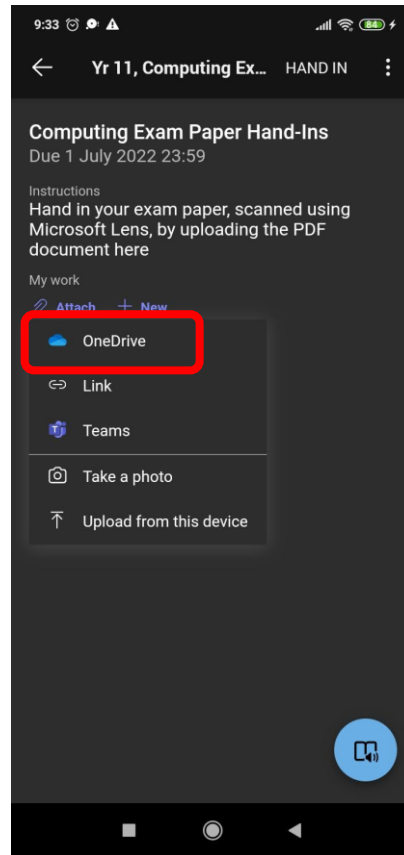 9:33 84
Yr 11, Computing Ex... HAND IN
Computing Exam Paper Hand-Ins
Due 1 July 2022 23:59
Instructions
Hand in your exam paper, scanned using
Microsoft Lens, by uploading the PDF
document here
My work
Attach + New
OneDrive
Link
Teams
Take a photo
Upload from this device